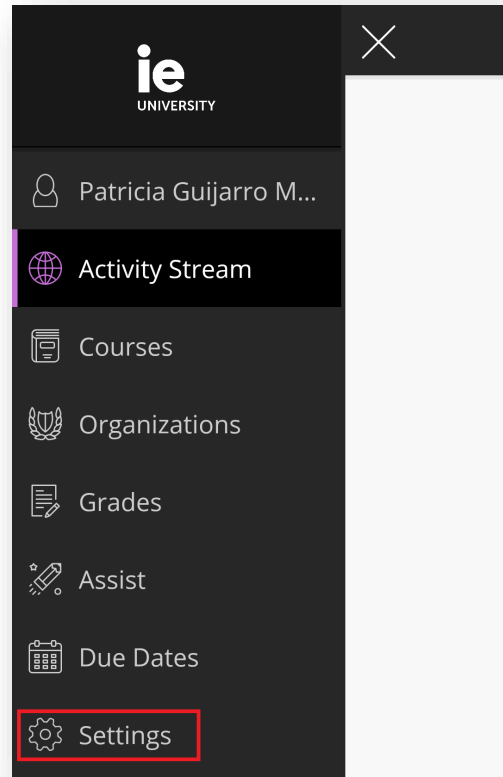 ie
UNIVERSITY
Patricia Guijarro M...
Activity Stream
Courses
Organizations
Grades
Assist
Due Dates
Settings